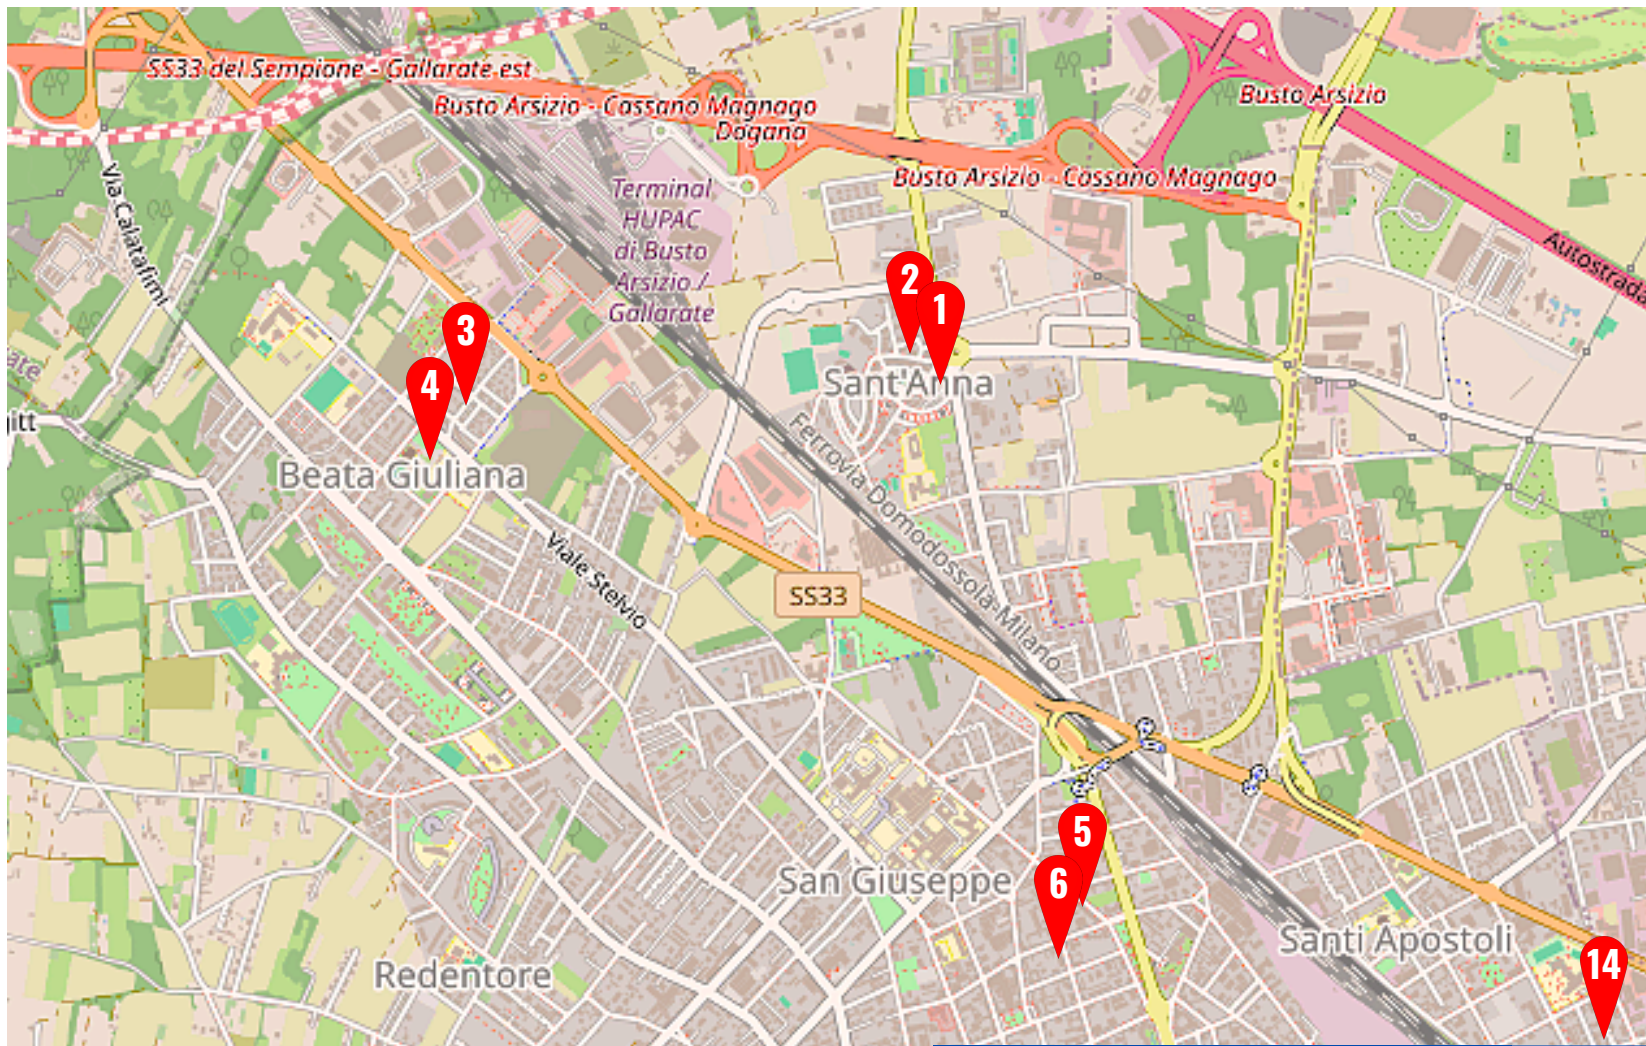 SS33 del Sempione - Gallarate est
Busto Arsizio - Cassano Magnago
Dogana
Busto Arsizio
Busto Arsizio - Cassano Magnago
Terminal
HUPAC
di Busto
Arsizio /
Gallarate
Via Calatafimi
Autostrada
2
1
3
4
Sant'Anna
ate
itt
Beata Giuliana
Ferrovia Domodossola-Milano
Viale Stelvio
SS33
5
6
San Giuseppe
Santi Apostoli
14
Redentore